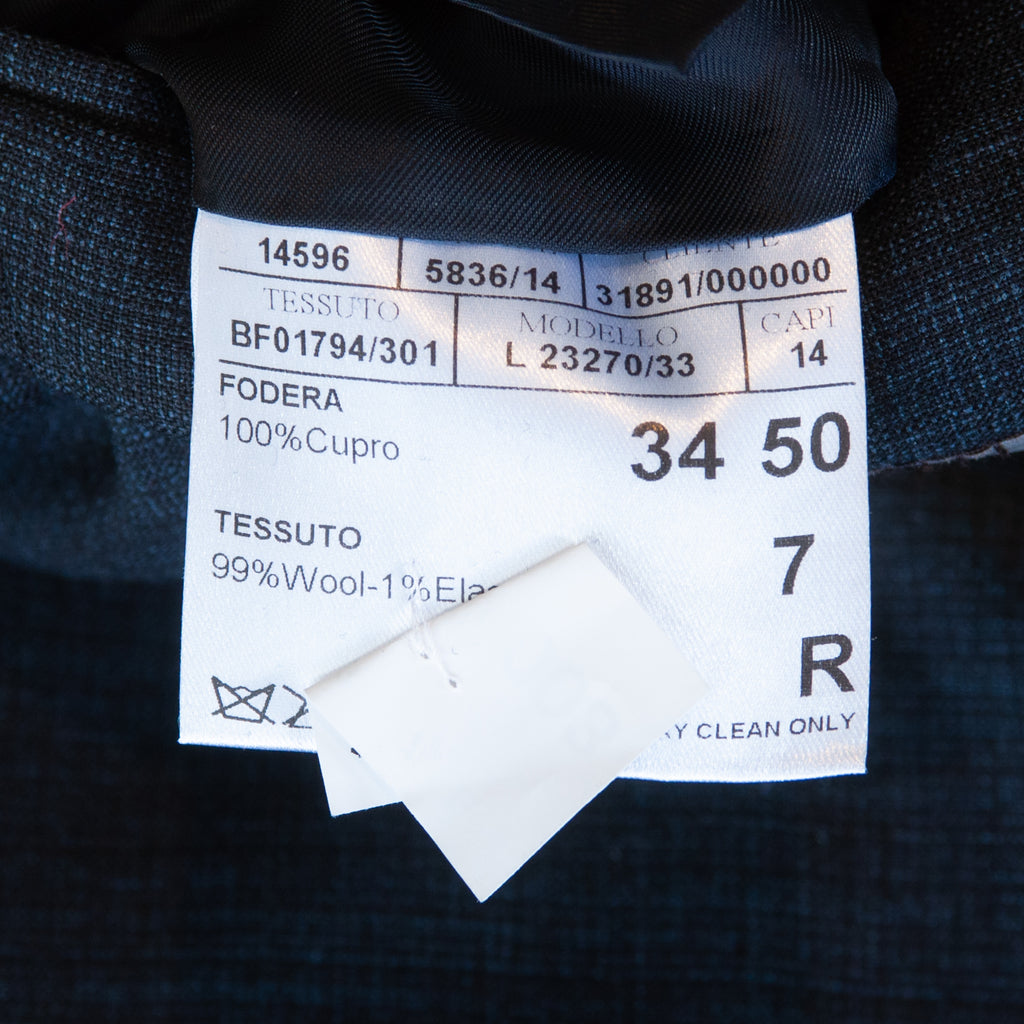 14596 5836/14 31891/000000
TESSUTO MODELLO CAPI
BF01794/301 L 23270/33 14
FODERA
100%Cupro
34 50
TESSUTO
99%Wool-1%Ela
7
R
CLEAN ONLY